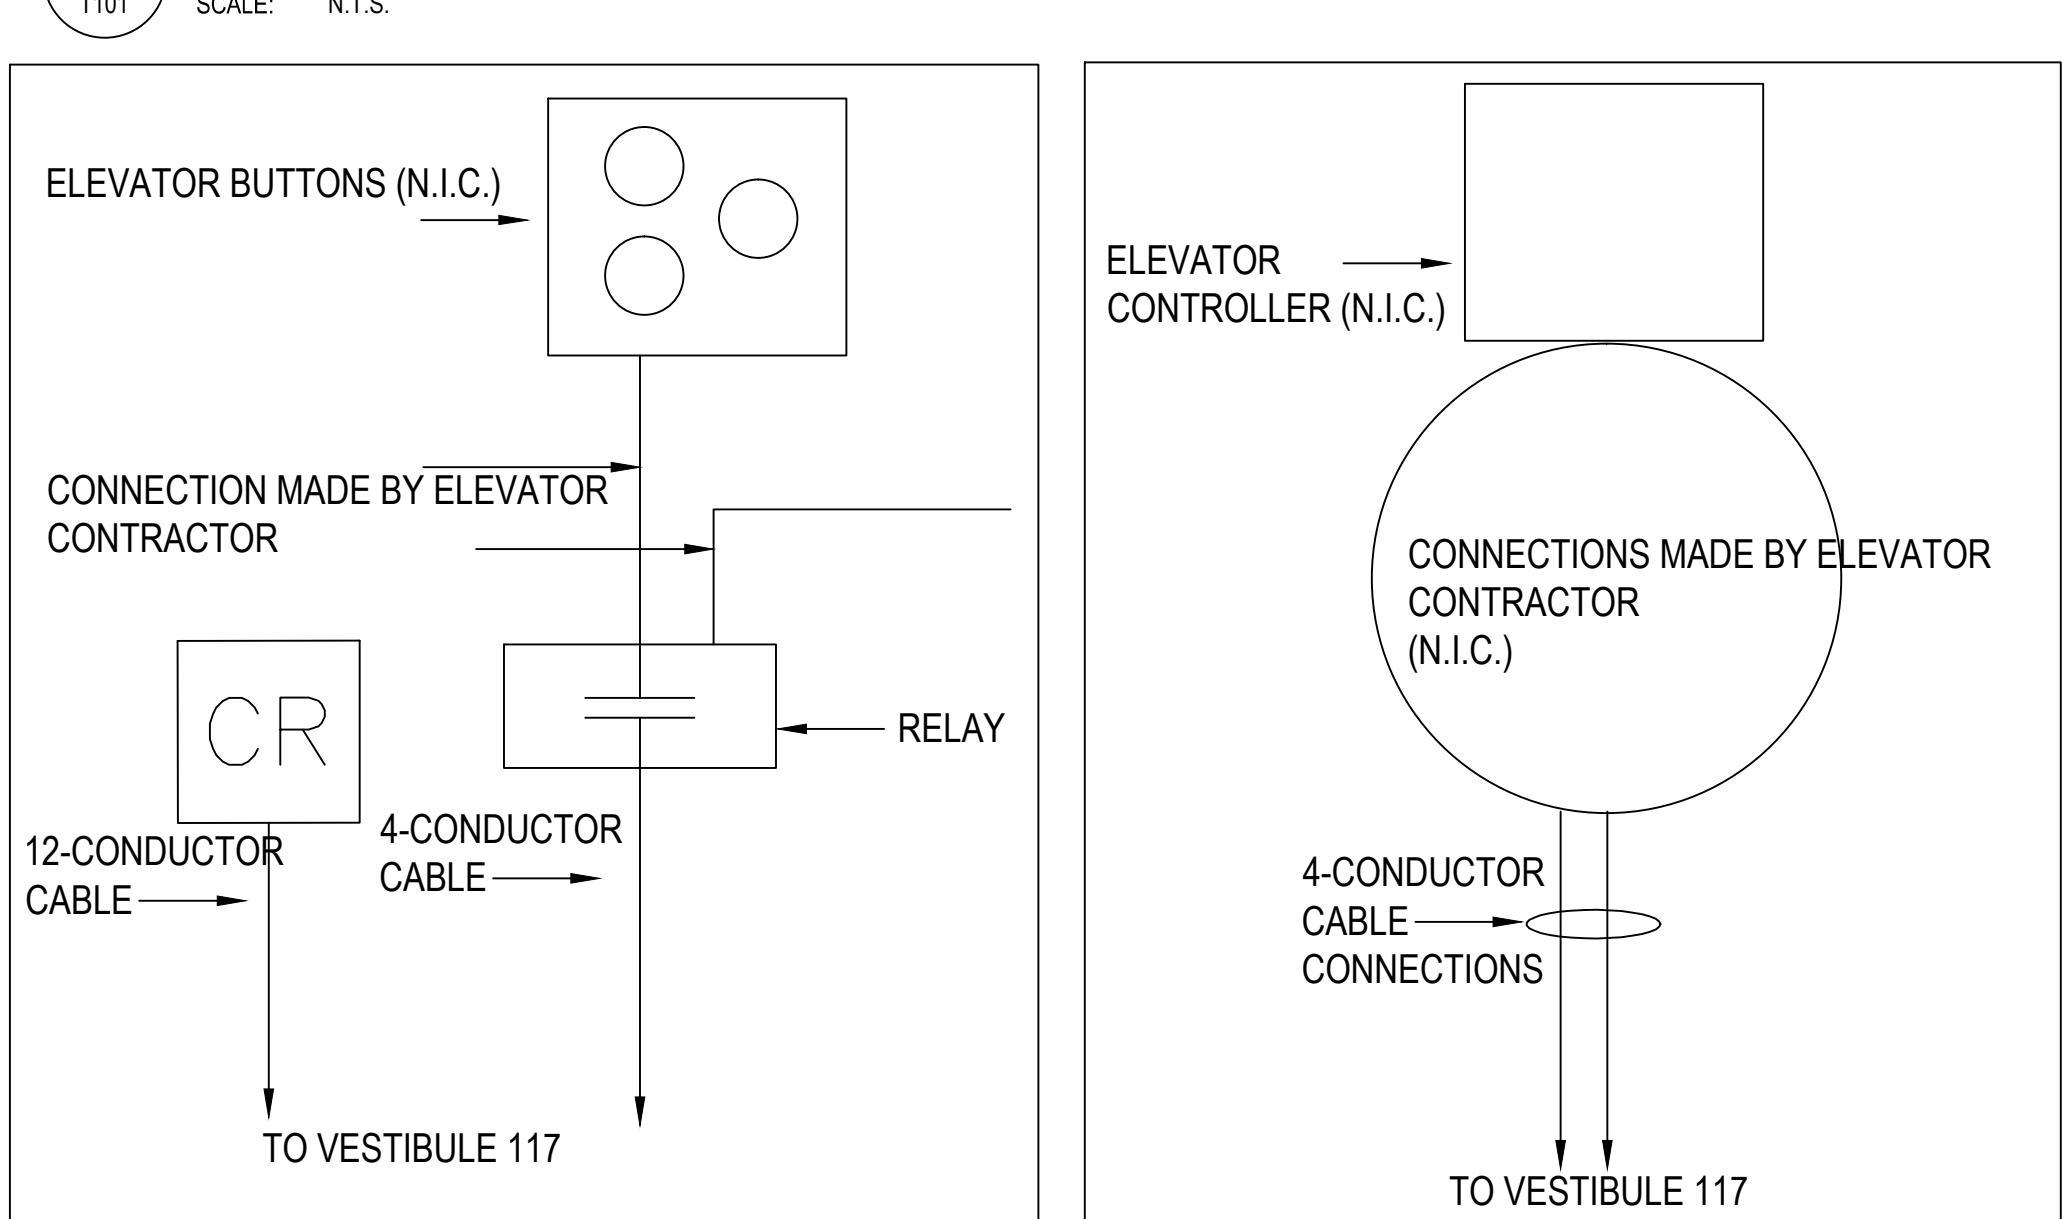 T101
SCALE: N.T.S.
ELEVATOR BUTTONS (N.I.C.)
CONNECTION MADE BY ELEVATOR
CONTRACTOR
CR
RELAY
12-CONDUCTOR
CABLE
4-CONDUCTOR
CABLE
TO VESTIBULE 117
ELEVATOR
CONTROLLER (N.I.C.)
CONNECTIONS MADE BY ELEVATOR
CONTRACTOR
(N.I.C.)
4-CONDUCTOR
CABLE
CONNECTIONS
TO VESTIBULE 117